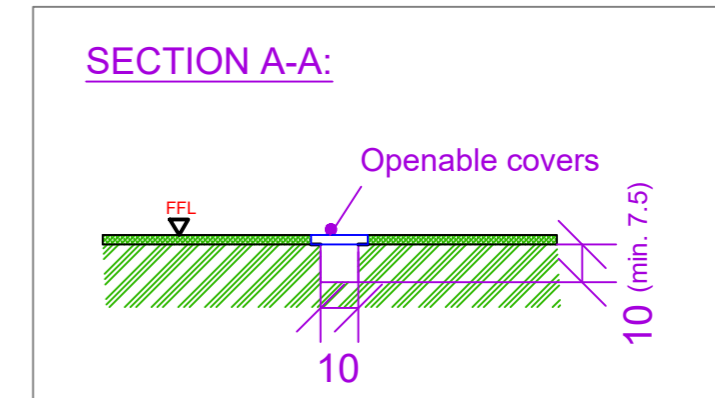 SECTION A-A:
Openable covers
FFL
10 (min. 7.5)
10